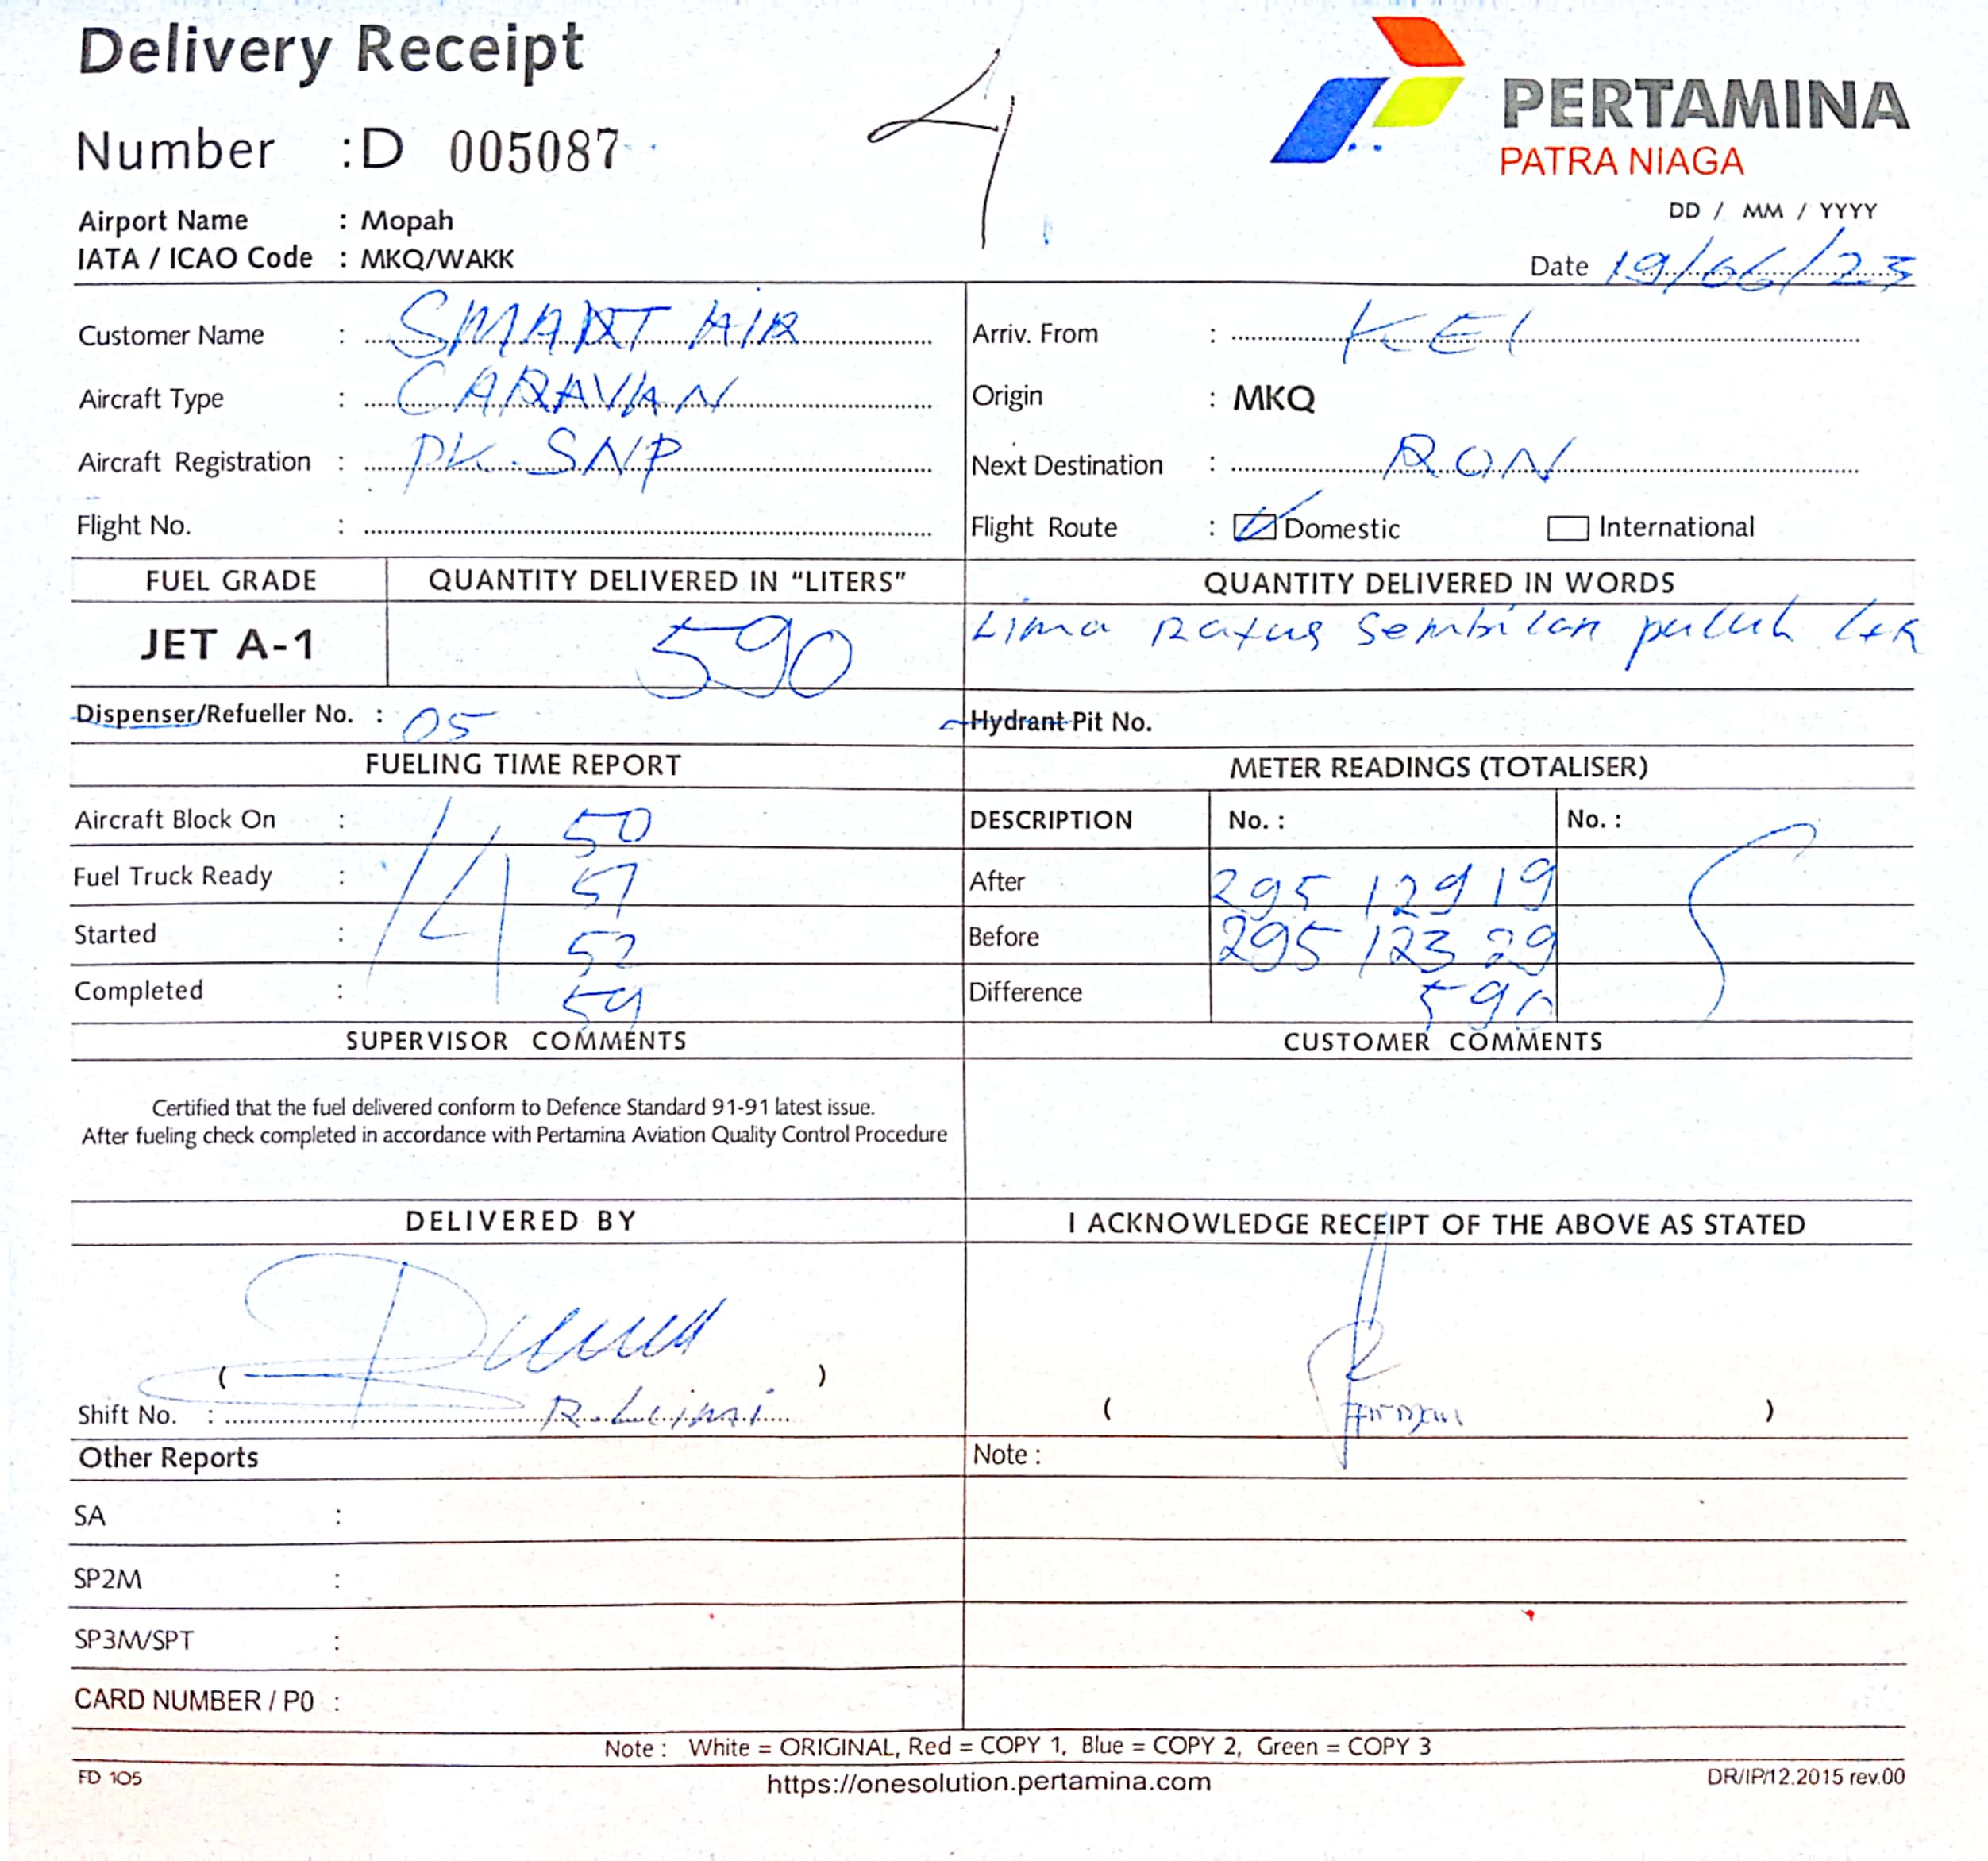 Delivery Receipt
PERTAMINA
PATRA NIAGA
Number :D 005087
4
DD / MM / YYYY
Airport Name : Mopah
IATA / ICAO Code : MKQ/WAKK
Date 19/06/23
Customer Name : SMART AIR
Arriv. From : KEI
Aircraft Type : CARAVAN
Origin : MKQ
Aircraft Registration : PK-SNP
Next Destination : RON
Flight No. :
Flight Route : Domestic International
FUEL GRADE QUANTITY DELIVERED IN "LITERS" QUANTITY DELIVERED IN WORDS
JET A-1 590 Lima Ratus Sembilan puluh LtR
Dispenser/Refueller No. : 05 Hydrant Pit No.
FUELING TIME REPORT METER READINGS (TOTALISER)
Aircraft Block On : 14 50 DESCRIPTION No. : No. :
Fuel Truck Ready : 51 After 295 129 19
Started : 52 Before 295 123 29
Completed : 59 Difference 590
SUPERVISOR COMMENTS CUSTOMER COMMENTS
Certified that the fuel delivered conform to Defence Standard 91-91 latest issue.
After fueling check completed in accordance with Pertamina Aviation Quality Control Procedure
DELIVERED BY I ACKNOWLEDGE RECEIPT OF THE ABOVE AS STATED
( )
Shift No. :
( )
Other Reports Note :
SA :
SP2M :
SP3M/SPT :
CARD NUMBER / P0 :
Note : White = ORIGINAL, Red = COPY 1, Blue = COPY 2, Green = COPY 3
FD 105 https://onesolution.pertamina.com DR/IP/12.2015 rev.00